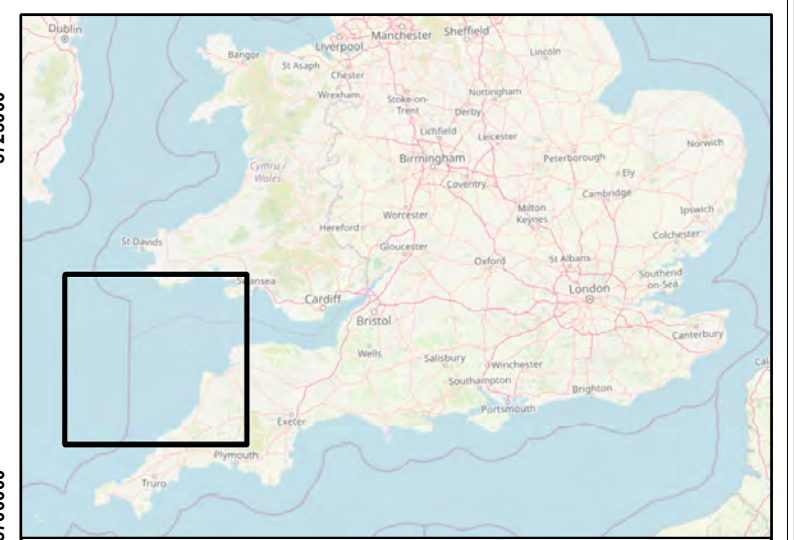 Dublin
Manchester
Sheffield
Liverpool
Bangor
St Asaph
Lincoln
Chester
Wrexham
Stoke-on-
Trent
Nottingham
Derby
Lichfield
Leicester
Norwich
Birmingham
Peterborough
Ely
Cymru /
Wales
Coventry
Cambridge
Worcester
Milton
Keynes
Ipswich
Hereford
Colchester
St Davids
Gloucester
Oxford
St Albans
Southend
-on-Sea
Swansea
London
Cardiff
Bristol
Canterbury
Wells
Salisbury
Winchester
Cal
Southampton
Brighton
Portsmouth
Exeter
Plymouth
Truro